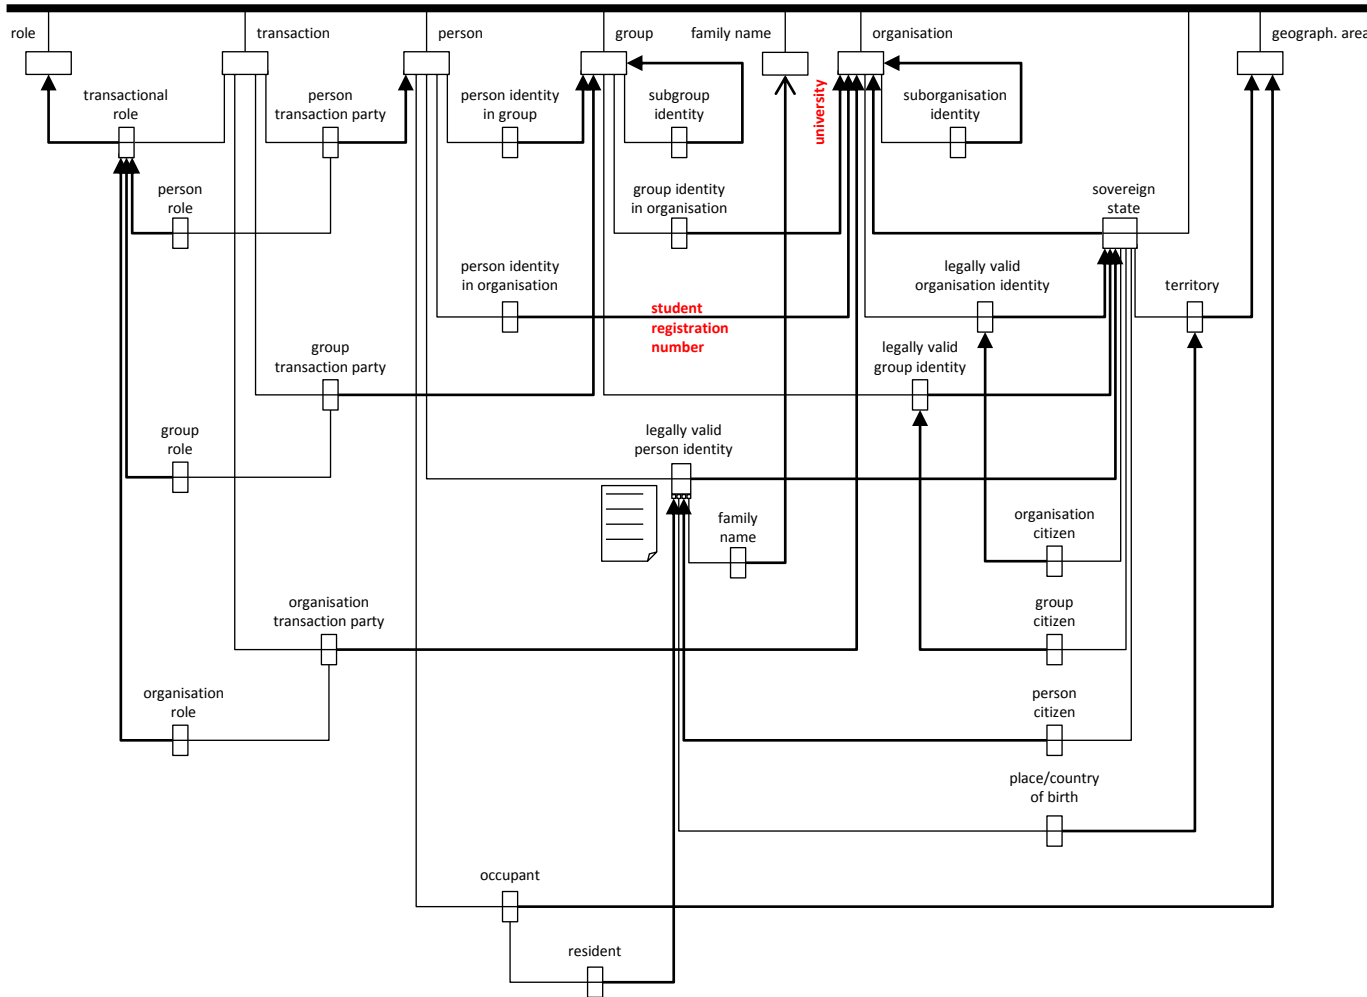 role
transaction
person
group
family name
organisation
geograph. area
transactional
role
person
transaction party
person identity
in group
subgroup
identity
university
suborganisation
identity
person
role
group identity
in organisation
sovereign
state
person identity
in organisation
legally valid
organisation identity
territory
student
registration
number
group
transaction party
legally valid
group identity
group
role
legally valid
person identity
family
name
organisation
citizen
organisation
transaction party
group
citizen
organisation
role
person
citizen
place/country
of birth
occupant
resident